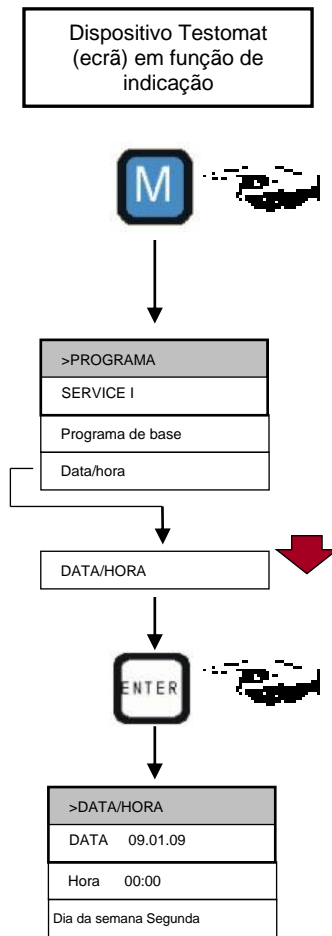 Dispositivo Testomat
(ecrã) em função de
indicação
M
>PROGRAMA
SERVICE I
Programa de base
Data/hora
DATA/HORA
ENTER
>DATA/HORA
DATA 09.01.09
Hora 00:00
Dia da semana Segunda